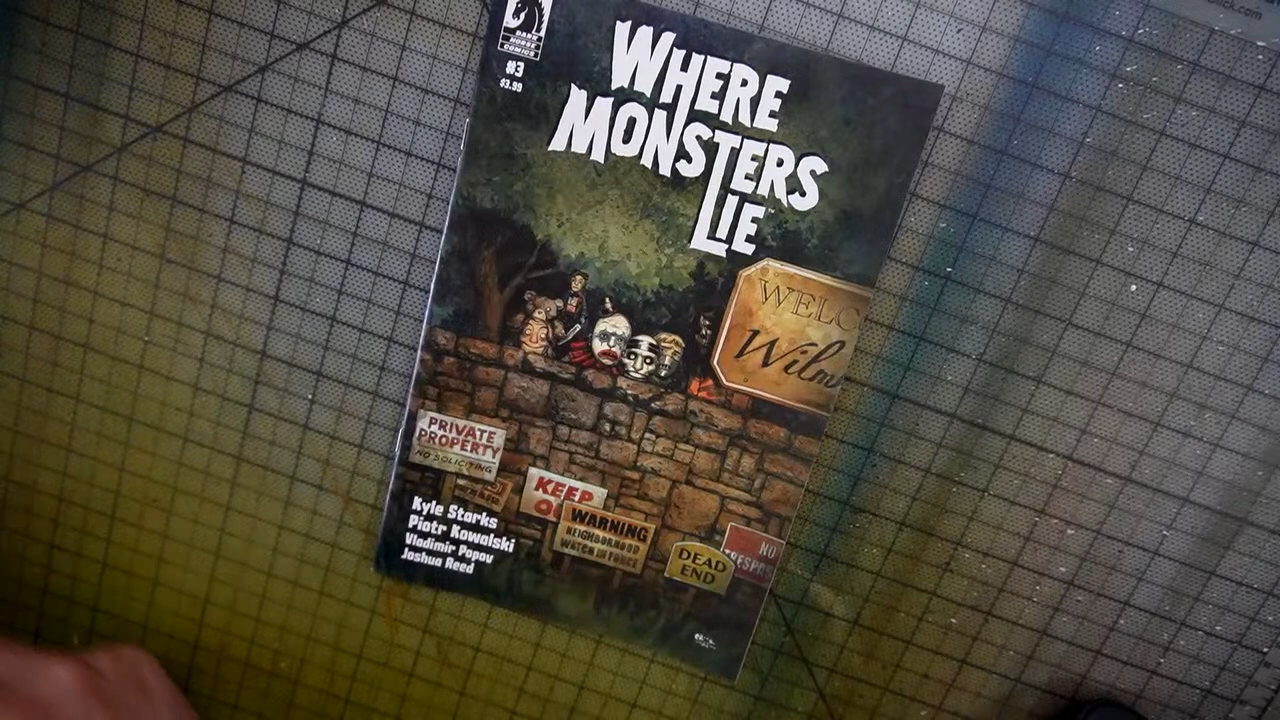 DARK
HORSE
COMICS
#3
$3.99
WHERE
MONSTERS
LIE
WELC
Wilm
PRIVATE
PROPERTY
NO SOLICITING
KEEP
WARNING
NEIGHBORHOOD
WATCH IN FORCE
DEAD
END
NO
TRESPAS
Kyle Starks
Piotr Kowalski
Vladimir Popov
Joshua Reed